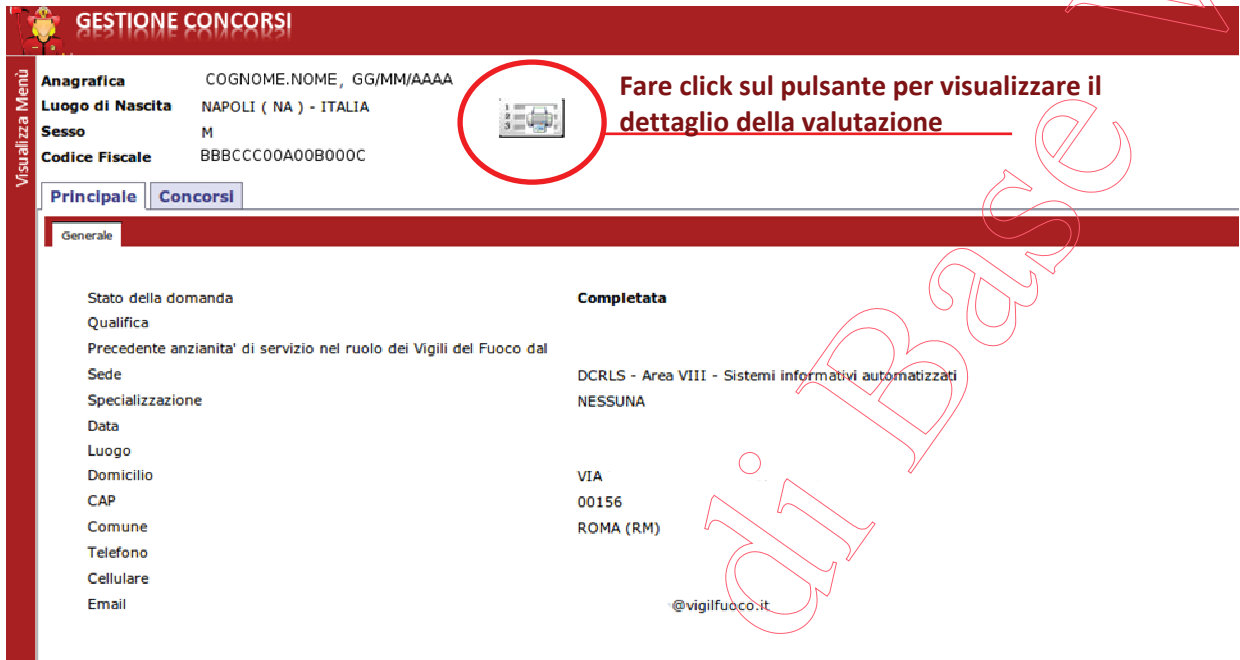 GESTIONE CONCORSI
Visualizza Menù
Anagrafica COGNOME.NOME, GG/MM/AAAA
Luogo di Nascita NAPOLI ( NA ) - ITALIA
Sesso M
Codice Fiscale BBBCCC00A00B000C
1
2
3
Fare click sul pulsante per visualizzare il
dettaglio della valutazione
Principale Concorsi
Generale
Stato della domanda Completata
Qualifica
Precedente anzianita' di servizio nel ruolo dei Vigili del Fuoco dal
Sede DCRLS - Area VIII - Sistemi informativi automatizzati
Specializzazione NESSUNA
Data
Luogo
Domicilio VIA
CAP 00156
Comune ROMA (RM)
Telefono
Cellulare
Email @vigilfuoco.it
di Base